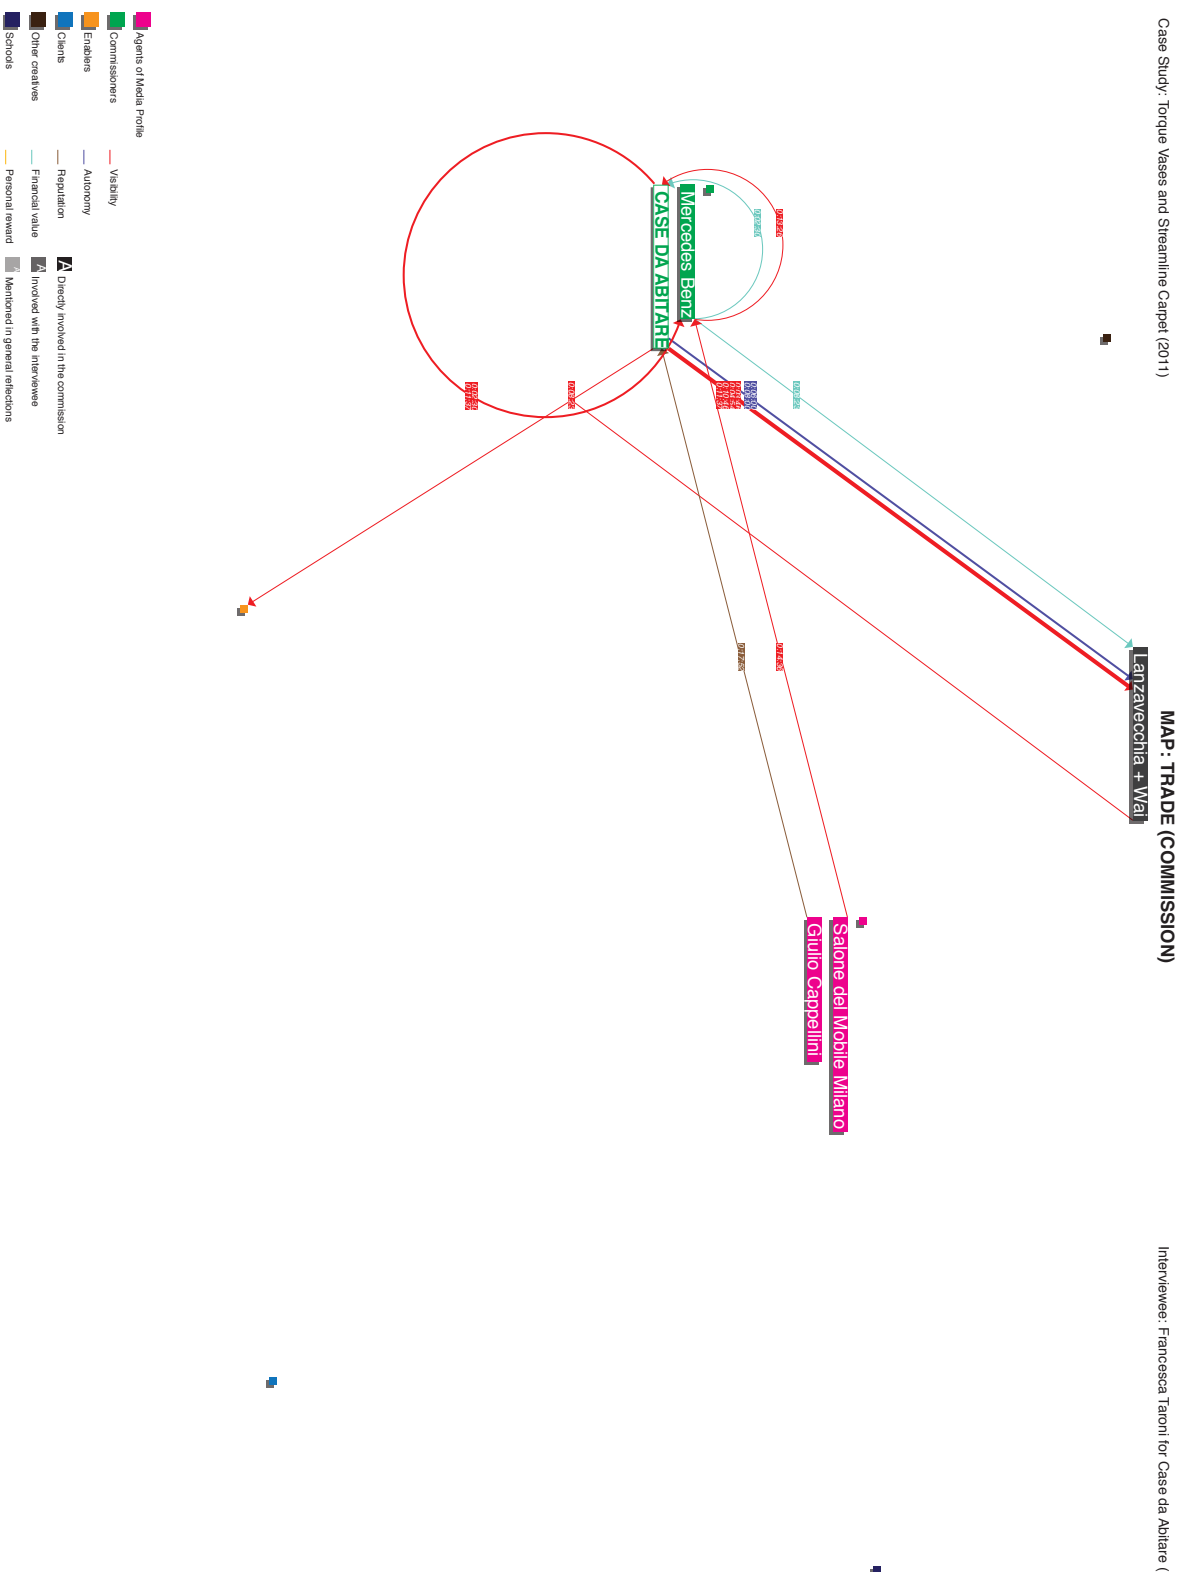 Case Study: Torque Vases and Streamline Carpet (2011)
MAP: TRADE (COMMISSION)
Interviewee: Francesca Taroni for Case da Abitare (
Lanzavecchia + Wai
Mercedes Benz
CASE DA ABITARE
Salone del Mobile Milano
Giulio Cappellini
Agents of Media Profile
Commissioners
Enablers
Clients
Other creatives
Schools
Visibility
Autonomy
Reputation
Financial value
Personal reward
A Directly involved in the commission
A Involved with the interviewee
A Mentioned in general reflections